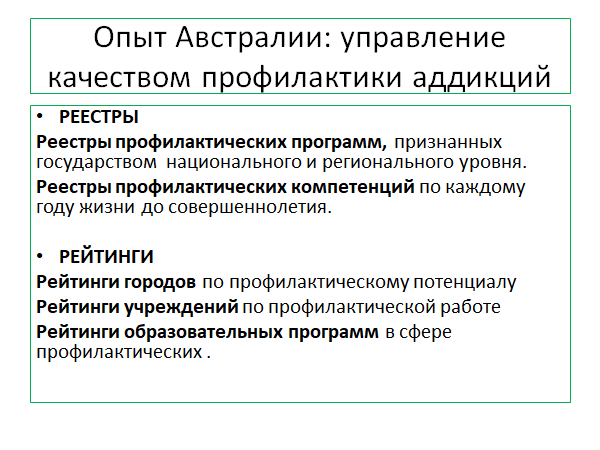 Опыт Австралии: управление
качеством профилактики аддикций
• РЕЕСТРЫ
Реестры профилактических программ, признанных
государством национального и регионального уровня.
Реестры профилактических компетенций по каждому
году жизни до совершеннолетия.
• РЕЙТИНГИ
Рейтинги городов по профилактическому потенциалу
Рейтинги учреждений по профилактической работе
Рейтинги образовательных программ в сфере
профилактических .